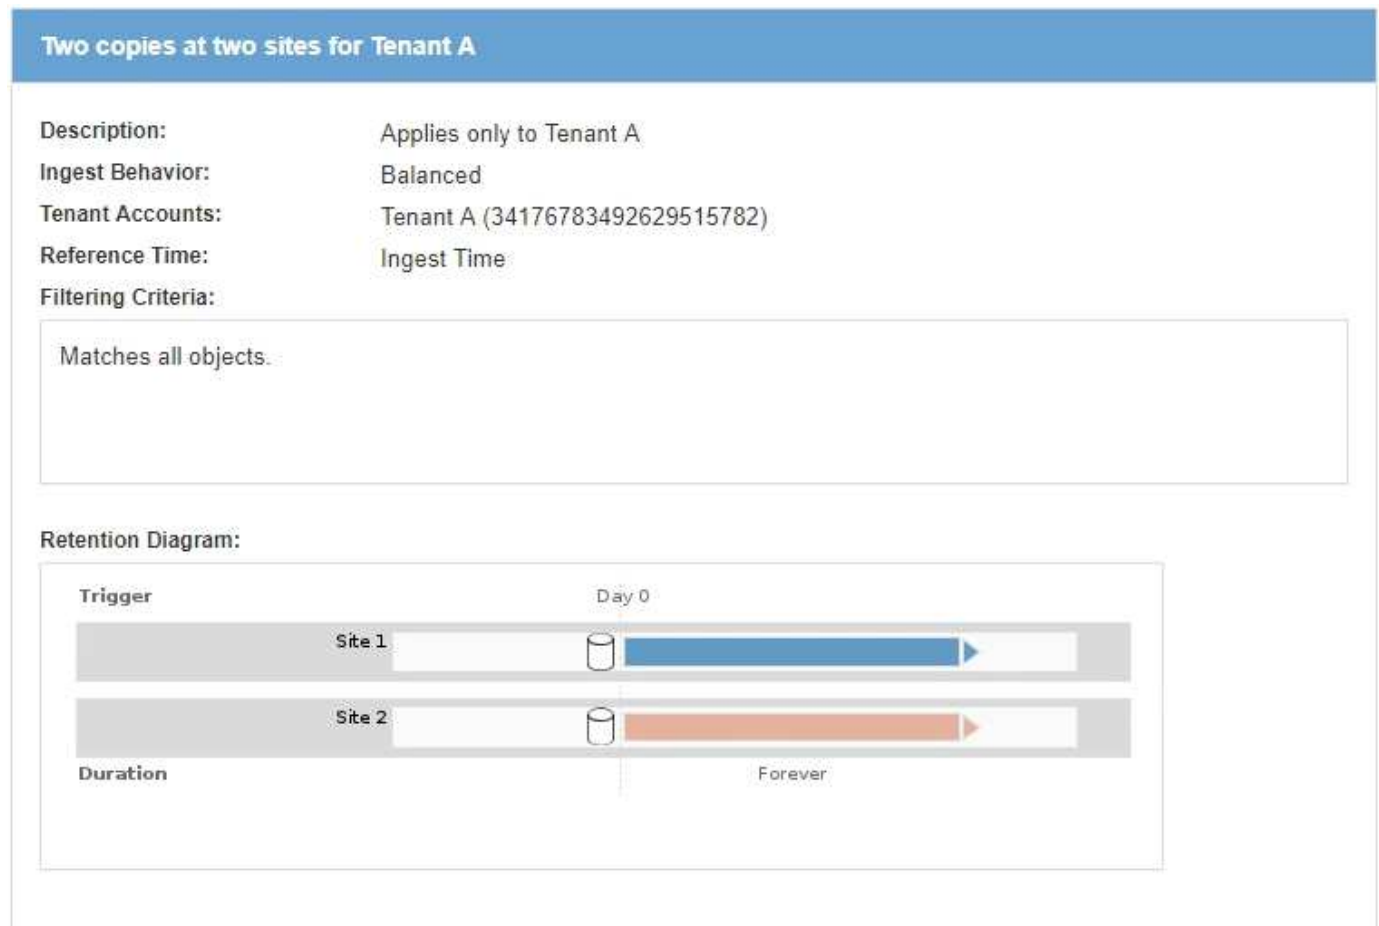 Two copies at two sites for Tenant A
Description: Applies only to Tenant A
Ingest Behavior: Balanced
Tenant Accounts: Tenant A (34176783492629515782)
Reference Time: Ingest Time
Filtering Criteria:
Matches all objects.
Retention Diagram:
Trigger Day 0
Site 1
Site 2
Duration Forever